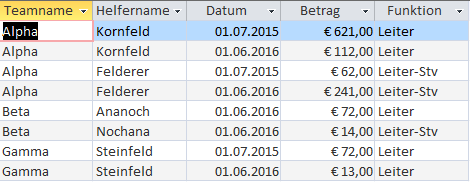 Teamname Helfername Datum Betrag Funktion
Alpha Kornfeld 01.07.2015 € 621,00 Leiter
Alpha Kornfeld 01.06.2016 € 112,00 Leiter
Alpha Felderer 01.07.2015 € 62,00 Leiter-Stv
Alpha Felderer 01.06.2016 € 241,00 Leiter-Stv
Beta Ananoch 01.06.2016 € 72,00 Leiter
Beta Nochana 01.06.2016 € 14,00 Leiter-Stv
Gamma Steinfeld 01.07.2015 € 72,00 Leiter
Gamma Steinfeld 01.06.2016 € 13,00 Leiter